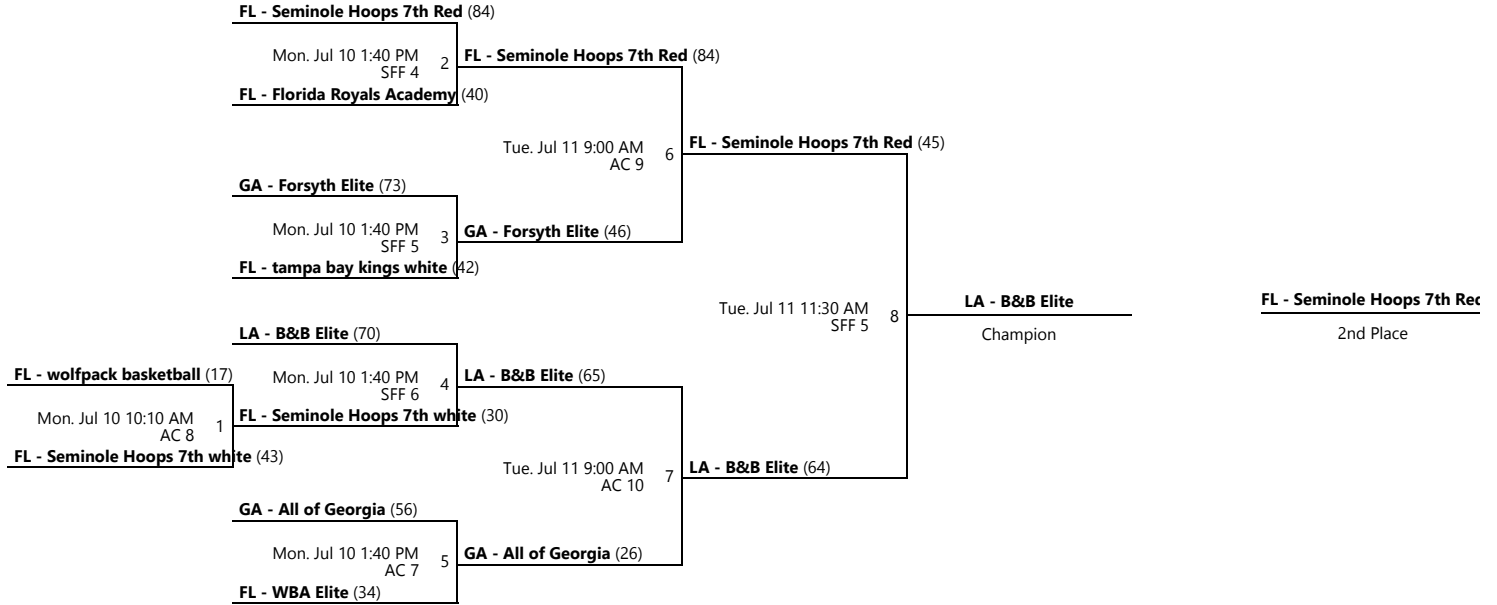 FL - Seminole Hoops 7th Red (84)
Mon. Jul 10 1:40 PM
SFF 4
2
FL - Seminole Hoops 7th Red (84)
FL - Florida Royals Academy (40)
Tue. Jul 11 9:00 AM
AC 9
6
FL - Seminole Hoops 7th Red (45)
GA - Forsyth Elite (73)
Mon. Jul 10 1:40 PM
SFF 5
3
GA - Forsyth Elite (46)
FL - tampa bay kings white (42)
Tue. Jul 11 11:30 AM
SFF 5
8
LA - B&B Elite
Champion
FL - Seminole Hoops 7th Red
2nd Place
LA - B&B Elite (70)
FL - wolfpack basketball (17)
Mon. Jul 10 1:40 PM
SFF 6
4
LA - B&B Elite (65)
Mon. Jul 10 10:10 AM
AC 8
1
FL - Seminole Hoops 7th white (30)
FL - Seminole Hoops 7th white (43)
Tue. Jul 11 9:00 AM
AC 10
7
LA - B&B Elite (64)
GA - All of Georgia (56)
Mon. Jul 10 1:40 PM
AC 7
5
GA - All of Georgia (26)
FL - WBA Elite (34)